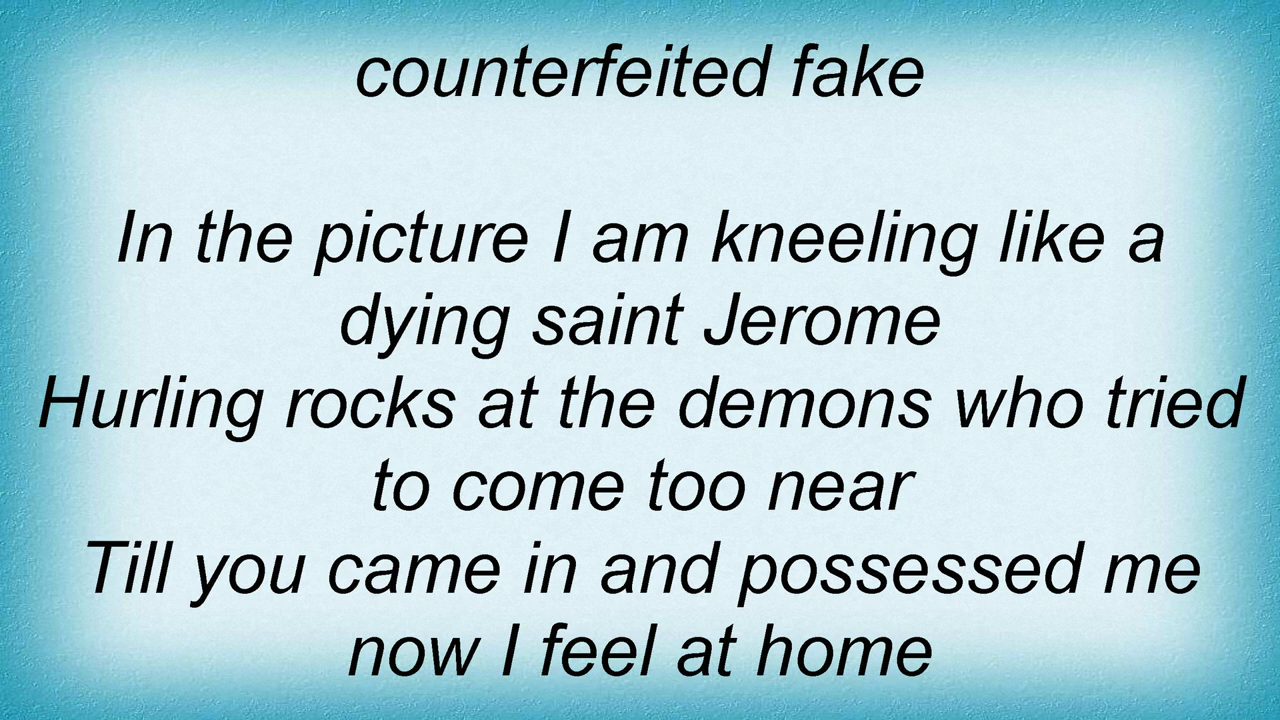 counterfeited fake
In the picture I am kneeling like a
dying saint Jerome
Hurling rocks at the demons who tried
to come too near
Till you came in and possessed me
now I feel at home